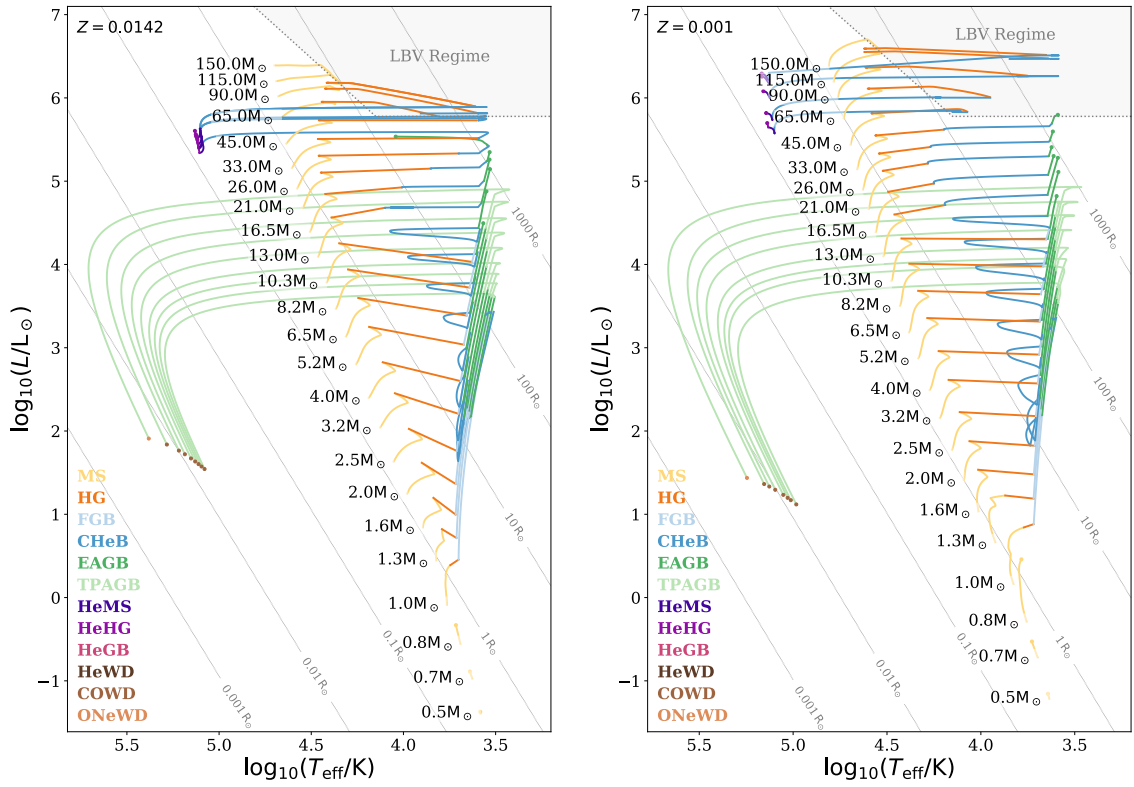 Z = 0.0142
LBV Regime
150.0M⊙
115.0M⊙
90.0M⊙
65.0M⊙
45.0M⊙
33.0M⊙
26.0M⊙
21.0M⊙
16.5M⊙
13.0M⊙
10.3M⊙
8.2M⊙
6.5M⊙
5.2M⊙
4.0M⊙
3.2M⊙
2.5M⊙
2.0M⊙
1.6M⊙
1.3M⊙
1.0M⊙
0.8M⊙
0.7M⊙
0.5M⊙
1000R⊙
100R⊙
10R⊙
1R⊙
0.1R⊙
0.01R⊙
0.001R⊙
MS
HG
FGB
CHeB
EAGB
TPAGB
HeMS
HeHG
HeGB
HeWD
COWD
ONeWD
7
6
5
4
3
2
1
0
−1
log₁₀(L/L⊙)
5.5 5.0 4.5 4.0 3.5
log₁₀(T_eff/K)
Z = 0.001
LBV Regime
150.0M⊙
115.0M⊙
90.0M⊙
65.0M⊙
45.0M⊙
33.0M⊙
26.0M⊙
21.0M⊙
16.5M⊙
13.0M⊙
10.3M⊙
8.2M⊙
6.5M⊙
5.2M⊙
4.0M⊙
3.2M⊙
2.5M⊙
2.0M⊙
1.6M⊙
1.3M⊙
1.0M⊙
0.8M⊙
0.7M⊙
0.5M⊙
1000R⊙
100R⊙
10R⊙
1R⊙
0.1R⊙
0.01R⊙
0.001R⊙
MS
HG
FGB
CHeB
EAGB
TPAGB
HeMS
HeHG
HeGB
HeWD
COWD
ONeWD
7
6
5
4
3
2
1
0
−1
log₁₀(L/L⊙)
5.5 5.0 4.5 4.0 3.5
log₁₀(T_eff/K)